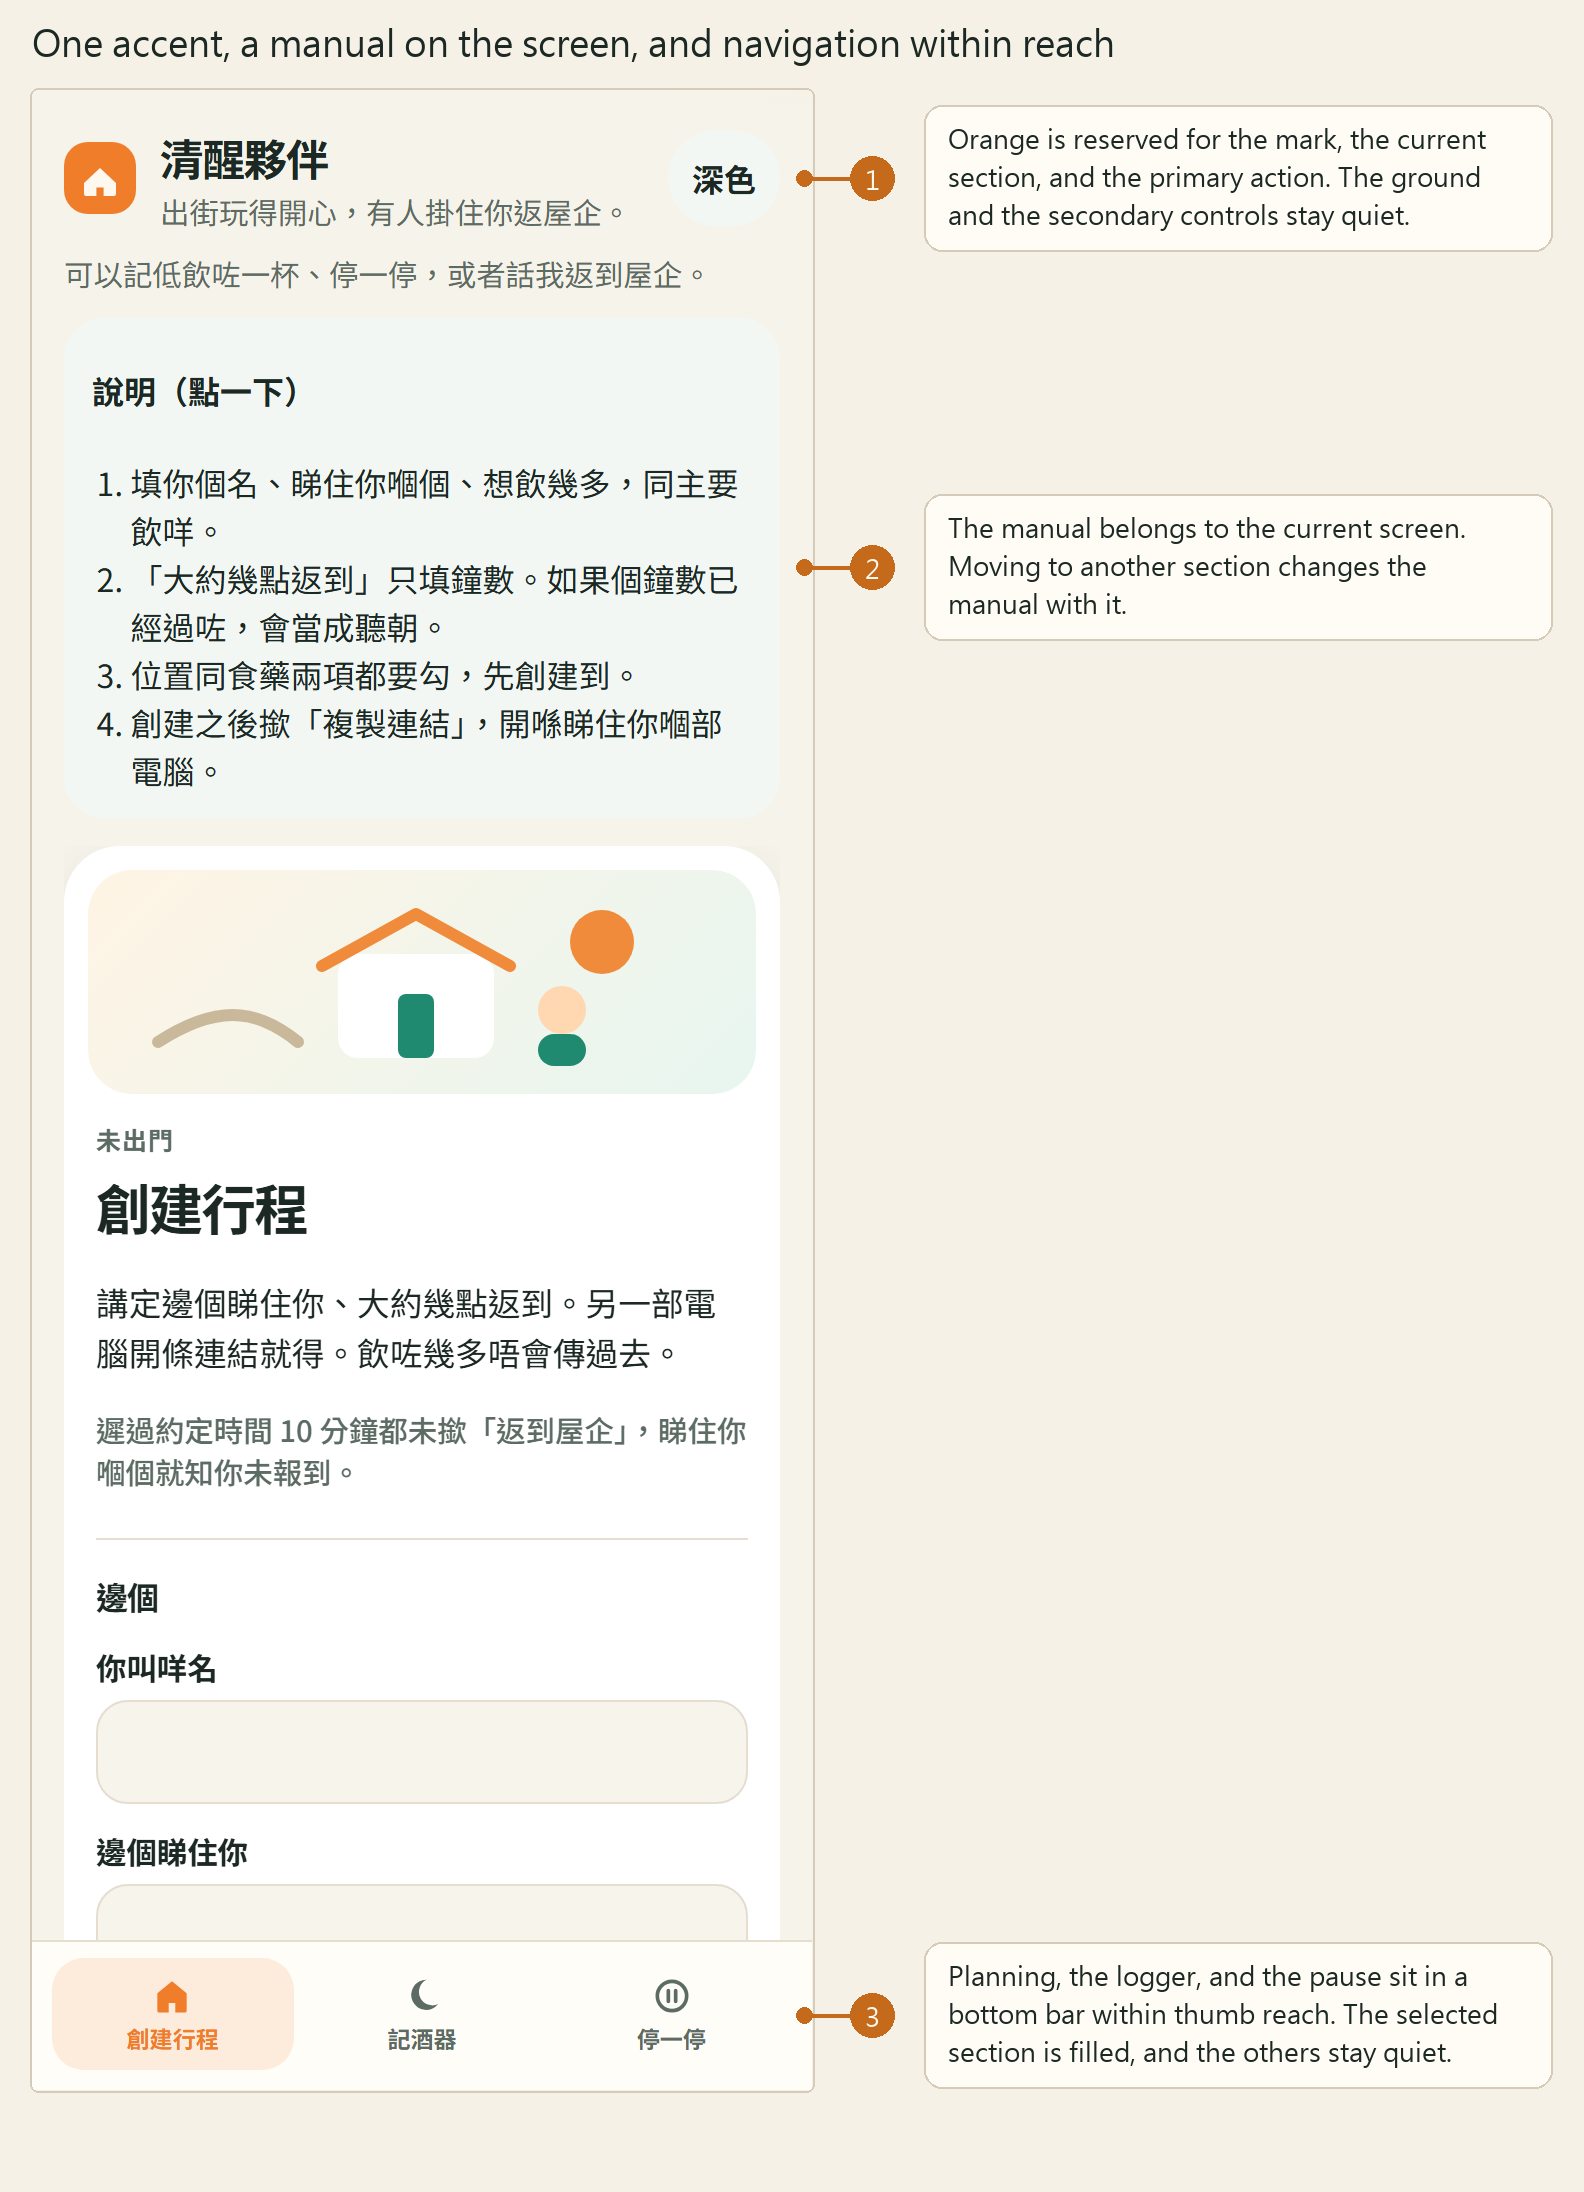 One accent, a manual on the screen, and navigation within reach
清醒夥伴
出街玩得開心，有人掛住你返屋企。
深色
1
Orange is reserved for the mark, the current
section, and the primary action. The ground
and the secondary controls stay quiet.
可以記低飲咗一杯、停一停，或者話我返到屋企。
說明（點一下）
1. 填你個名、睇住你嗰個、想飲幾多，同主要
飲咩。
2. 「大約幾點返到」只填鐘數。如果個鐘數已
經過咗，會當成聽朝。
3. 位置同食藥兩項都要勾，先創建到。
4. 創建之後撳「複製連結」，開喺睇住你嗰部
電腦。
2
The manual belongs to the current screen.
Moving to another section changes the
manual with it.
未出門
創建行程
講定邊個睇住你、大約幾點返到。另一部電
腦開條連結就得。飲咗幾多唔會傳過去。
遲過約定時間 10 分鐘都未撳「返到屋企」，睇住你
嗰個就知你未報到。
邊個
你叫咩名
邊個睇住你
創建行程
記酒器
停一停
3
Planning, the logger, and the pause sit in a
bottom bar within thumb reach. The selected
section is filled, and the others stay quiet.